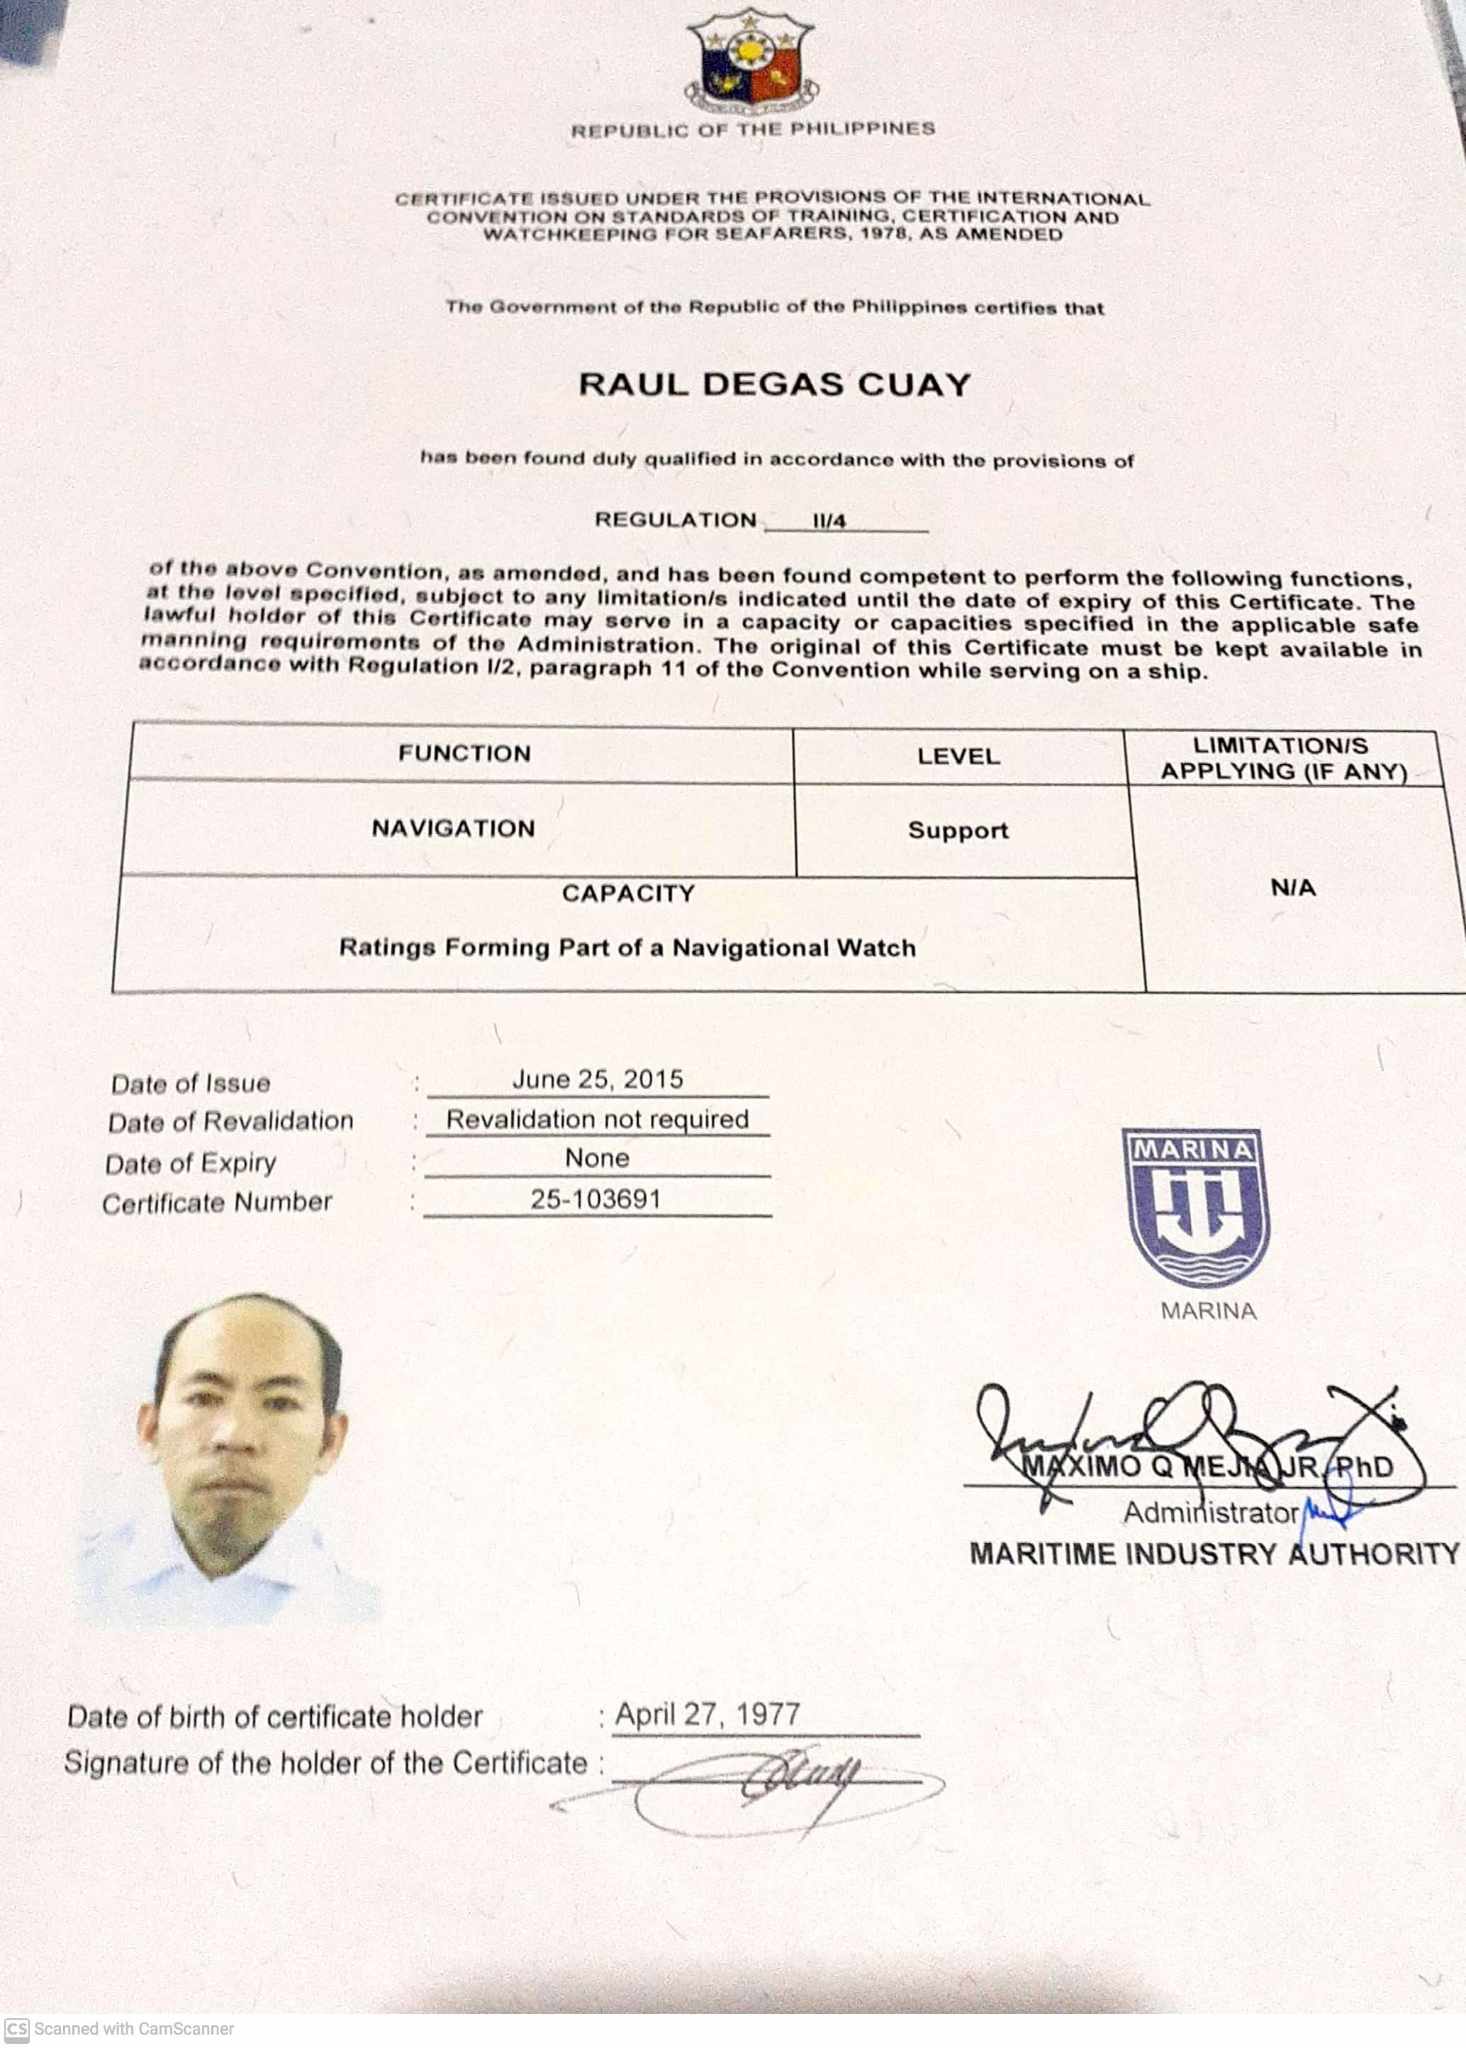 REPUBLIC OF THE PHILIPPINES
CERTIFICATE ISSUED UNDER THE PROVISIONS OF THE INTERNATIONAL
CONVENTION ON STANDARDS OF TRAINING, CERTIFICATION AND
WATCHKEEPING FOR SEAFARERS, 1978, AS AMENDED
The Government of the Republic of the Philippines certifies that
RAUL DEGAS CUAY
has been found duly qualified in accordance with the provisions of
REGULATION II/4
of the above Convention, as amended, and has been found competent to perform the following functions,
at the level specified, subject to any limitation/s indicated until the date of expiry of this Certificate. The
lawful holder of this Certificate may serve in a capacity or capacities specified in the applicable safe
manning requirements of the Administration. The original of this Certificate must be kept available in
accordance with Regulation I/2, paragraph 11 of the Convention while serving on a ship.
FUNCTION LEVEL LIMITATION/S
APPLYING (IF ANY)
NAVIGATION Support
N/A
CAPACITY
Ratings Forming Part of a Navigational Watch
Date of Issue : June 25, 2015
Date of Revalidation : Revalidation not required
Date of Expiry : None
Certificate Number : 25-103691
MARINA
MARINA
MAXIMO Q MEJIA JR, PhD
Administrator
MARITIME INDUSTRY AUTHORITY
Date of birth of certificate holder : April 27, 1977
Signature of the holder of the Certificate :
CS Scanned with CamScanner